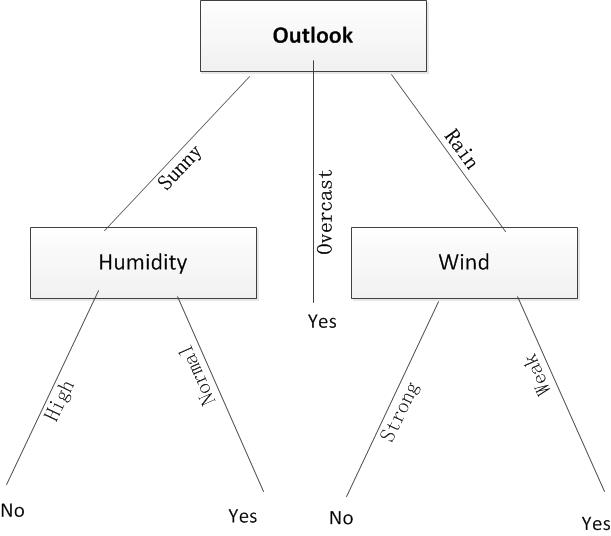 Outlook
Sunny
Overcast
Rain
Humidity
Wind
Yes
High
Normal
Strong
Weak
No
Yes
No
Yes